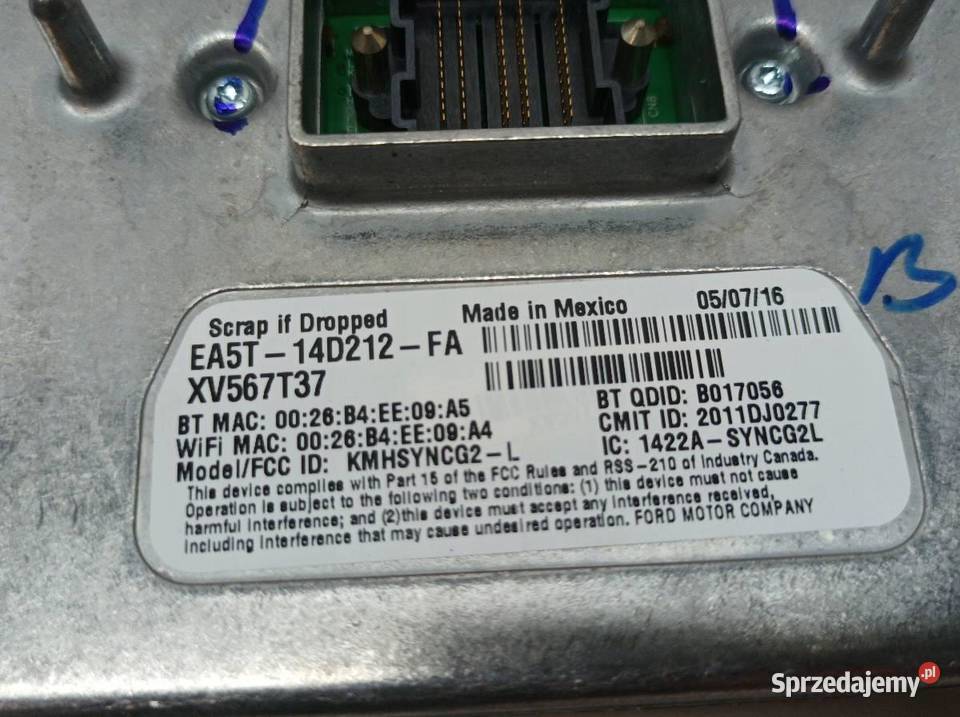 CN8
B
Scrap if Dropped
Made in Mexico
05/07/16
EA5T-14D212-FA
XV567T37
BT MAC: 00:26:B4:EE:09:A5
WiFi MAC: 00:26:B4:EE:09:A4
Model/FCC ID: KMHSYNCG2-L
BT QDID: B017056
CMIT ID: 2011DJ0277
IC: 1422A-SYNCG2L
This device complies with Part 15 of the FCC Rules and RSS-210 of Industry Canada.
Operation is subject to the following two conditions: (1) this device must not cause
harmful interference; and (2)this device must accept any interference received,
including interference that may cause undesired operation. FORD MOTOR COMPANY
Sprzedajemy.pl